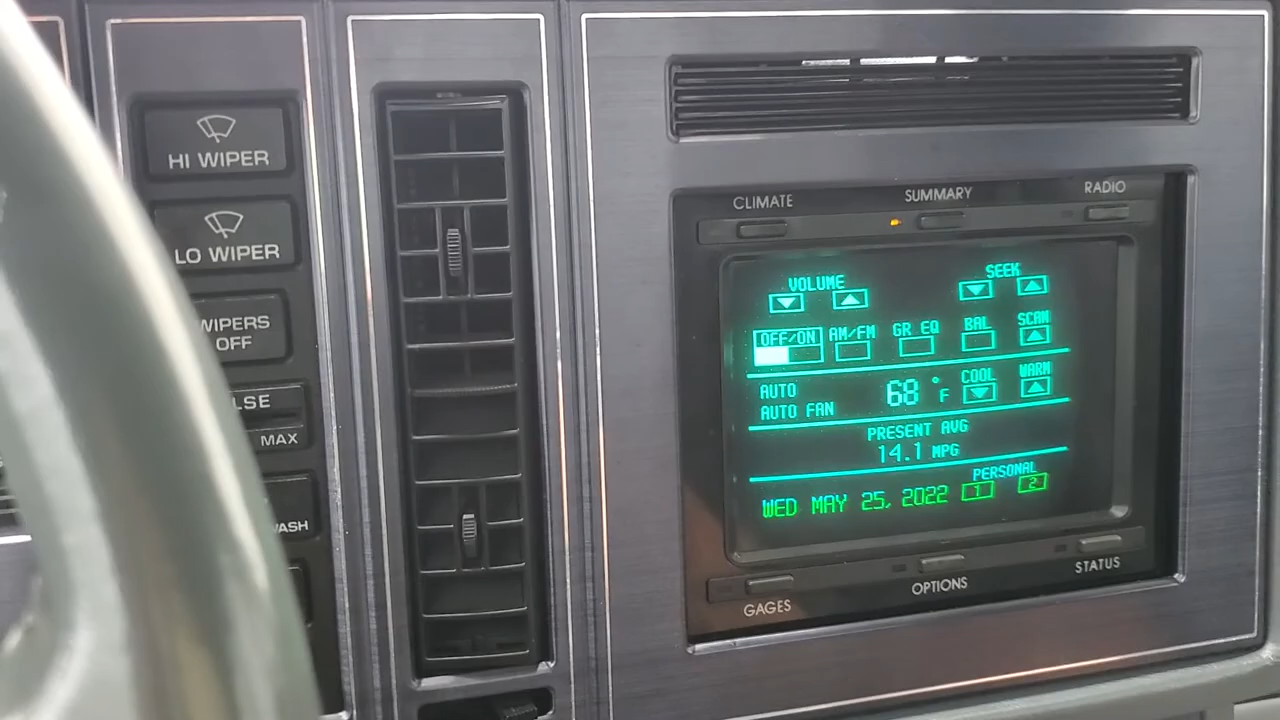 HI WIPER
LO WIPER
WIPERS
OFF
LSE
MAX
WASH
CLIMATE
SUMMARY
RADIO
VOLUME
SEEK
OFF/ON
AM/FM
GR EQ
BAL
SCAN
AUTO
68 °F
COOL
WARM
AUTO FAN
PRESENT AVG
14.1 MPG
PERSONAL
WED MAY 25, 2022
1
2
GAGES
OPTIONS
STATUS